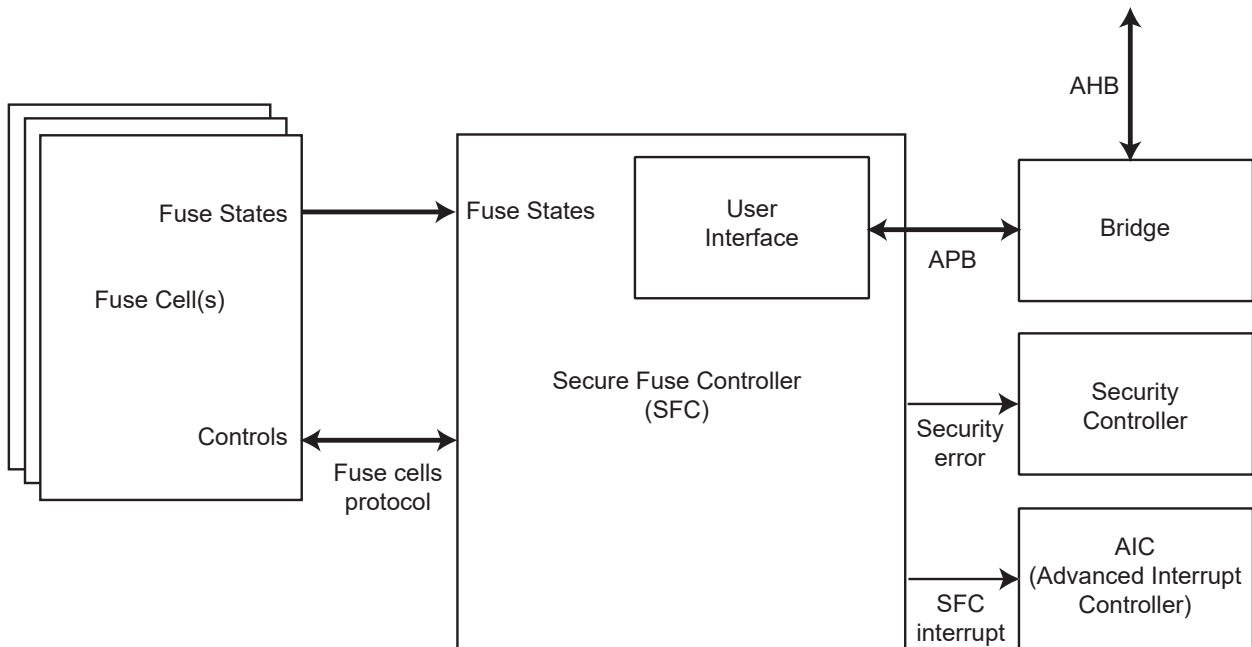 AHB
Fuse States
Fuse Cell(s)
Controls
Fuse cells
protocol
Fuse States
User
Interface
Secure Fuse Controller
(SFC)
APB
Bridge
Security
error
Security
Controller
SFC
interrupt
AIC
(Advanced Interrupt
Controller)